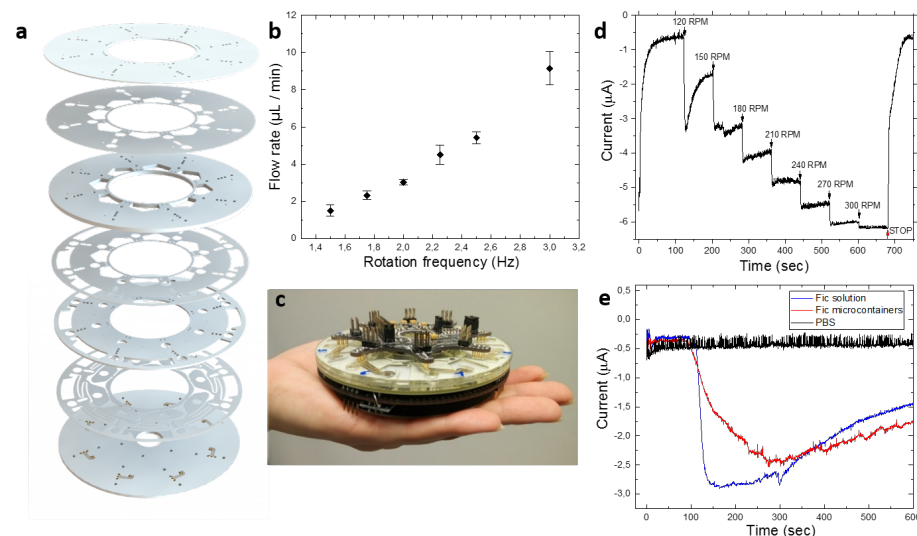 a
b
Flow rate (µL / min)
10
8
6
4
2
0
1,4 1,6 1,8 2,0 2,2 2,4 2,6 2,8 3,0 3,2
Rotation frequency (Hz)
c
d
Current (µA)
0
-1
-2
-3
-4
-5
-6
120 RPM
150 RPM
180 RPM
210 RPM
240 RPM
270 RPM
300 RPM
STOP
0 100 200 300 400 500 600 700
Time (sec)
e
Current (µA)
0,5
0,0
-0,5
-1,0
-1,5
-2,0
-2,5
-3,0
Fic solution
Fic microcontainers
PBS
0 100 200 300 400 500 600
Time (sec)